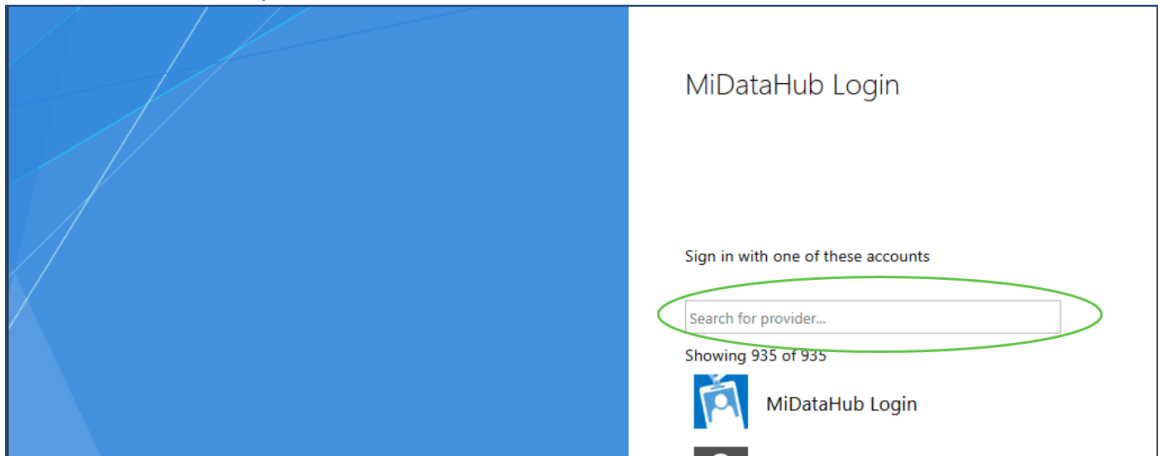 MiDataHub Login
Sign in with one of these accounts
Search for provider...
Showing 935 of 935
MiDataHub Login